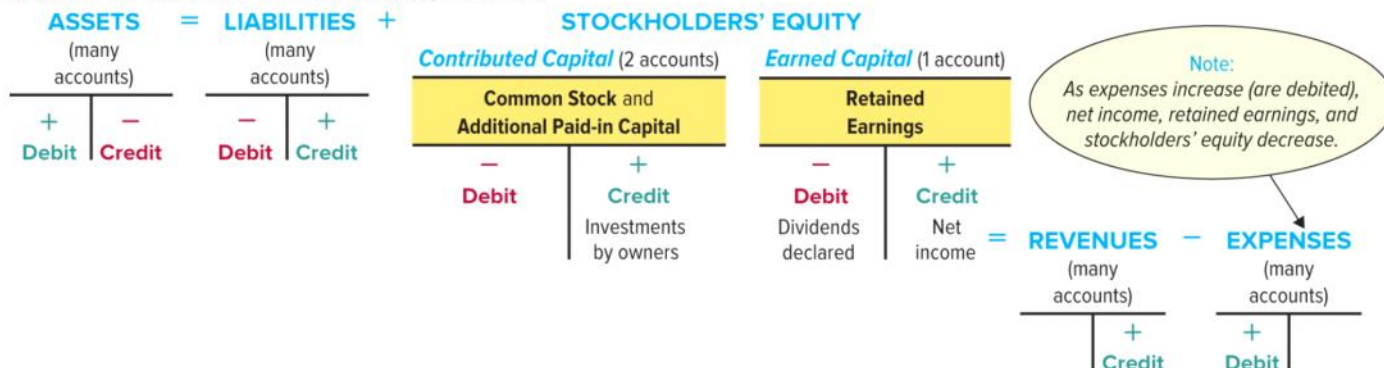 ASSETS = LIABILITIES + STOCKHOLDERS' EQUITY
(many accounts)
(many accounts)
Contributed Capital (2 accounts)
Earned Capital (1 account)
Common Stock and
Additional Paid-in Capital
Retained
Earnings
Note:
As expenses increase (are debited),
net income, retained earnings, and
stockholders' equity decrease.
+ −
Debit Credit
− +
Debit Credit
− +
Debit Credit
Investments
by owners
− +
Debit Credit
Dividends
declared
Net
income
= REVENUES − EXPENSES
(many
accounts)
(many
accounts)
+
Credit
+
Debit